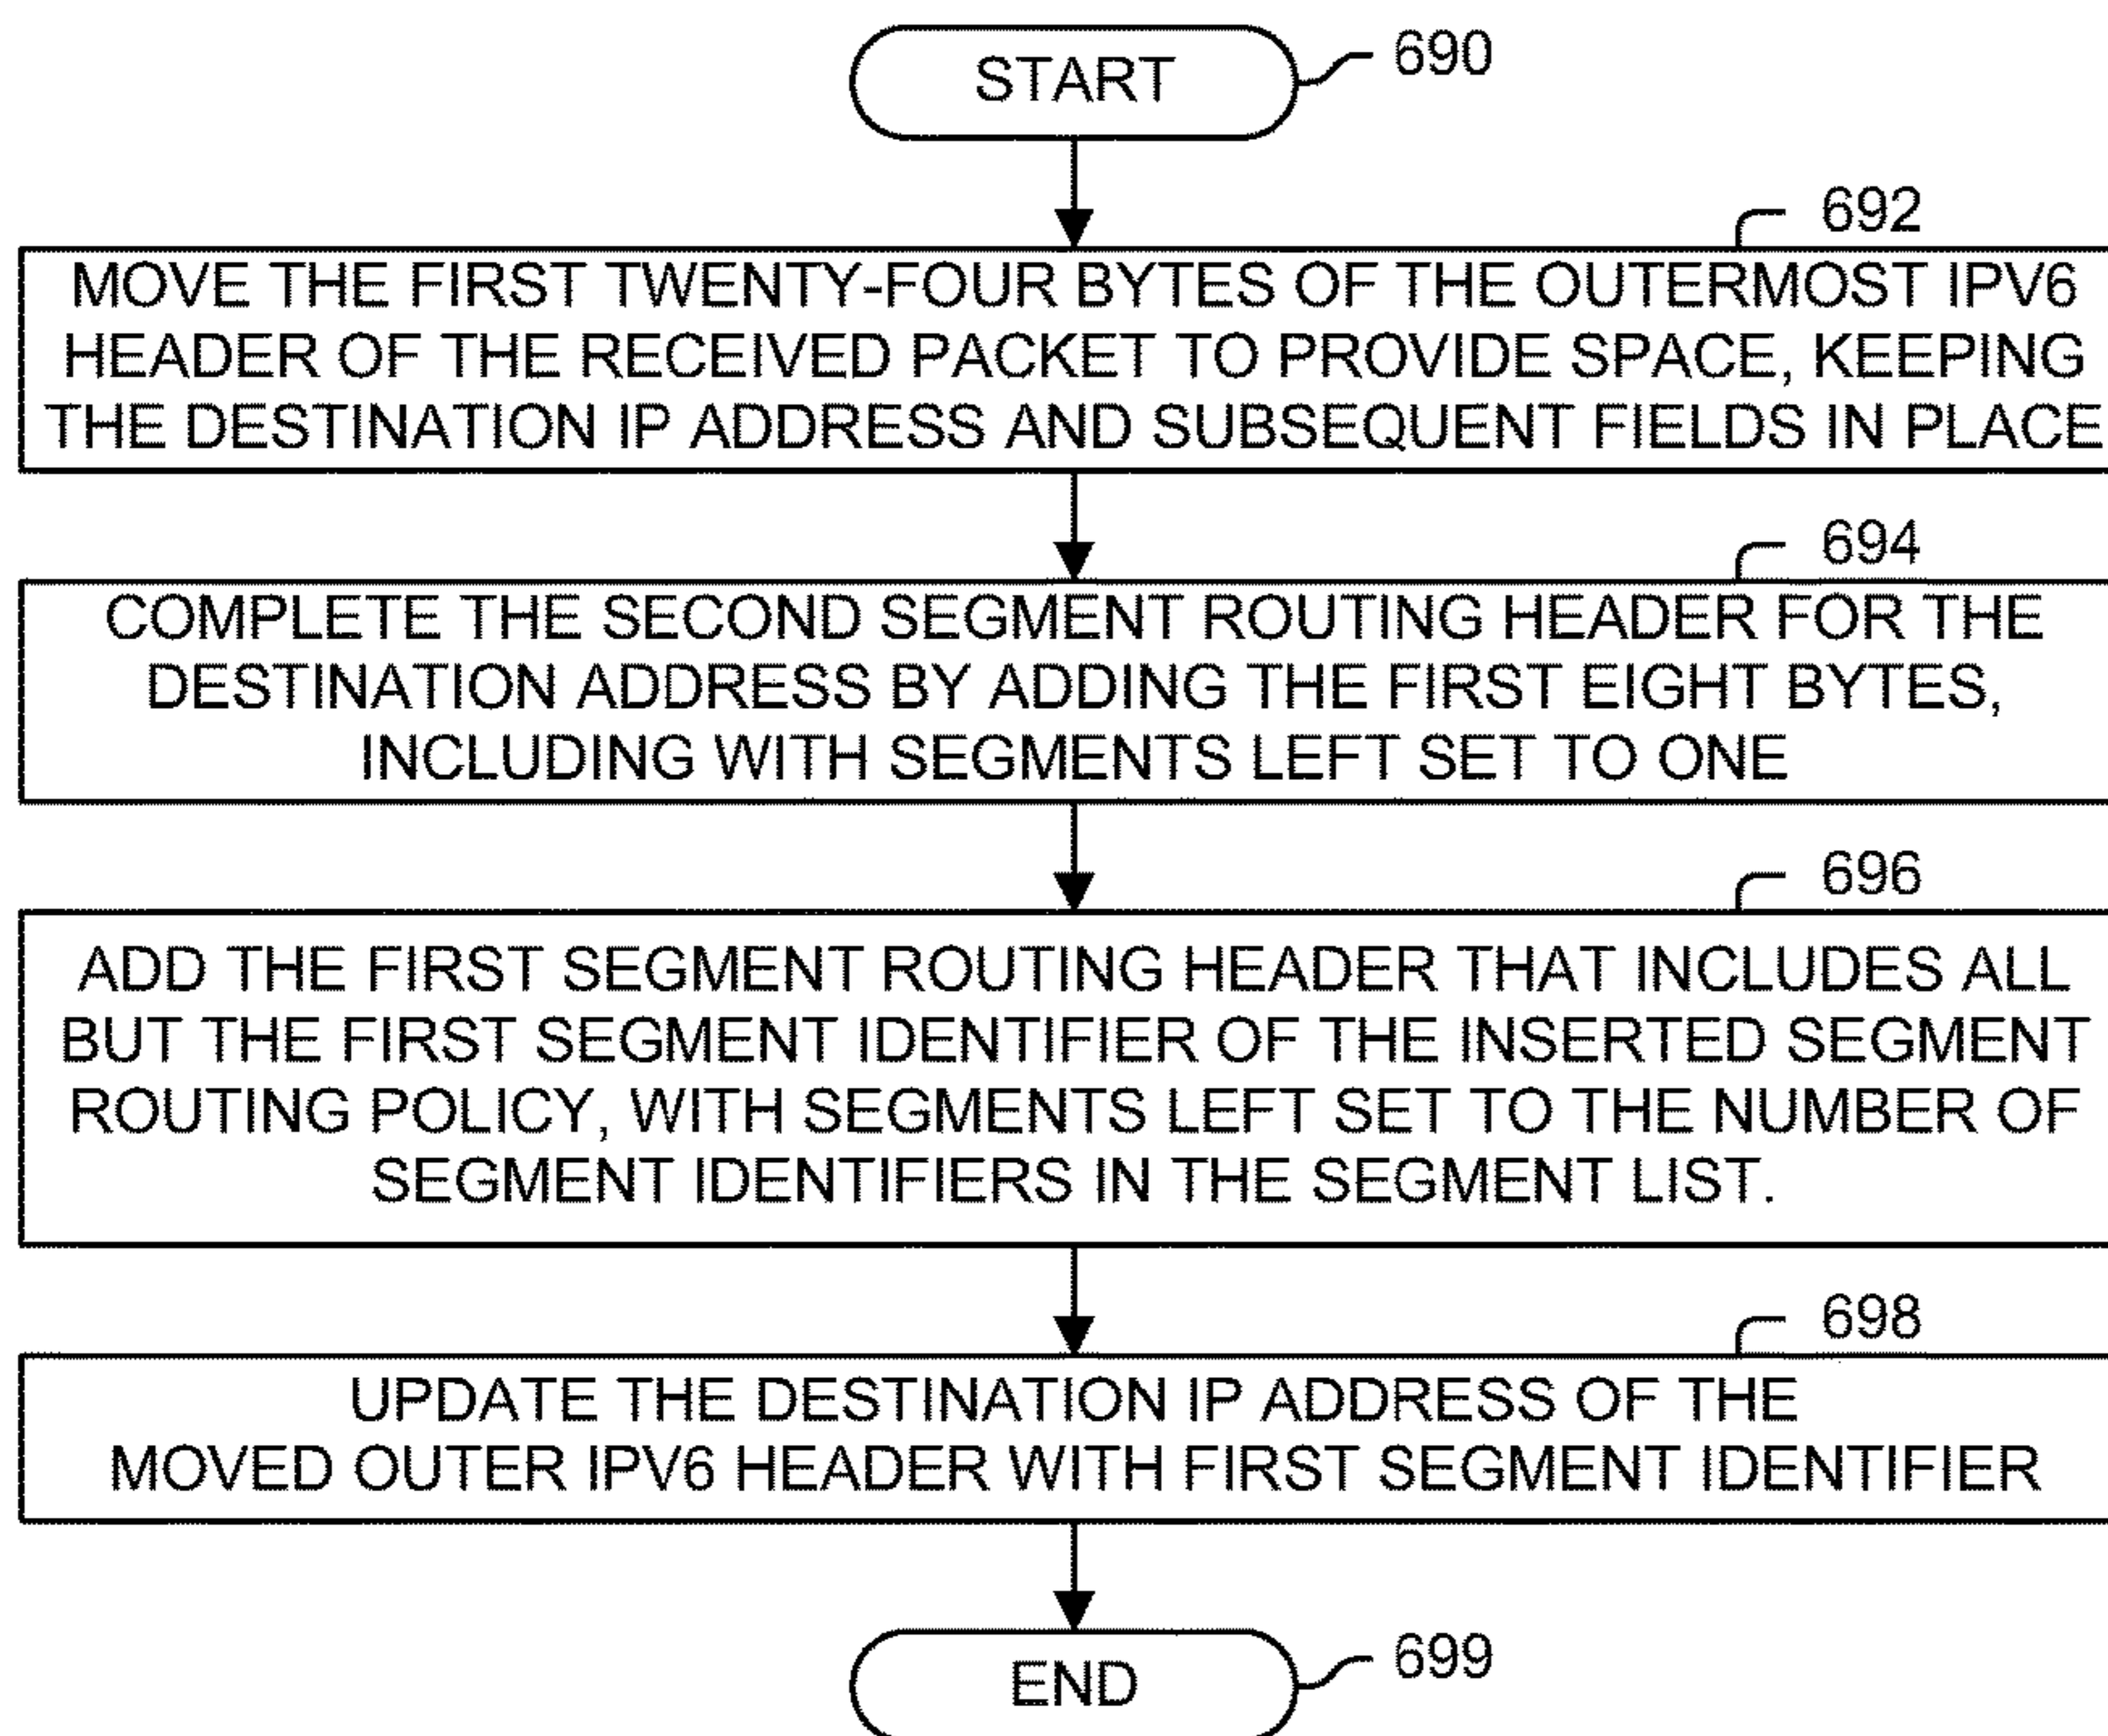 START
690
692
MOVE THE FIRST TWENTY-FOUR BYTES OF THE OUTERMOST IPV6
HEADER OF THE RECEIVED PACKET TO PROVIDE SPACE, KEEPING
THE DESTINATION IP ADDRESS AND SUBSEQUENT FIELDS IN PLACE
694
COMPLETE THE SECOND SEGMENT ROUTING HEADER FOR THE
DESTINATION ADDRESS BY ADDING THE FIRST EIGHT BYTES,
INCLUDING WITH SEGMENTS LEFT SET TO ONE
696
ADD THE FIRST SEGMENT ROUTING HEADER THAT INCLUDES ALL
BUT THE FIRST SEGMENT IDENTIFIER OF THE INSERTED SEGMENT
ROUTING POLICY, WITH SEGMENTS LEFT SET TO THE NUMBER OF
SEGMENT IDENTIFIERS IN THE SEGMENT LIST.
698
UPDATE THE DESTINATION IP ADDRESS OF THE
MOVED OUTER IPV6 HEADER WITH FIRST SEGMENT IDENTIFIER
END
699